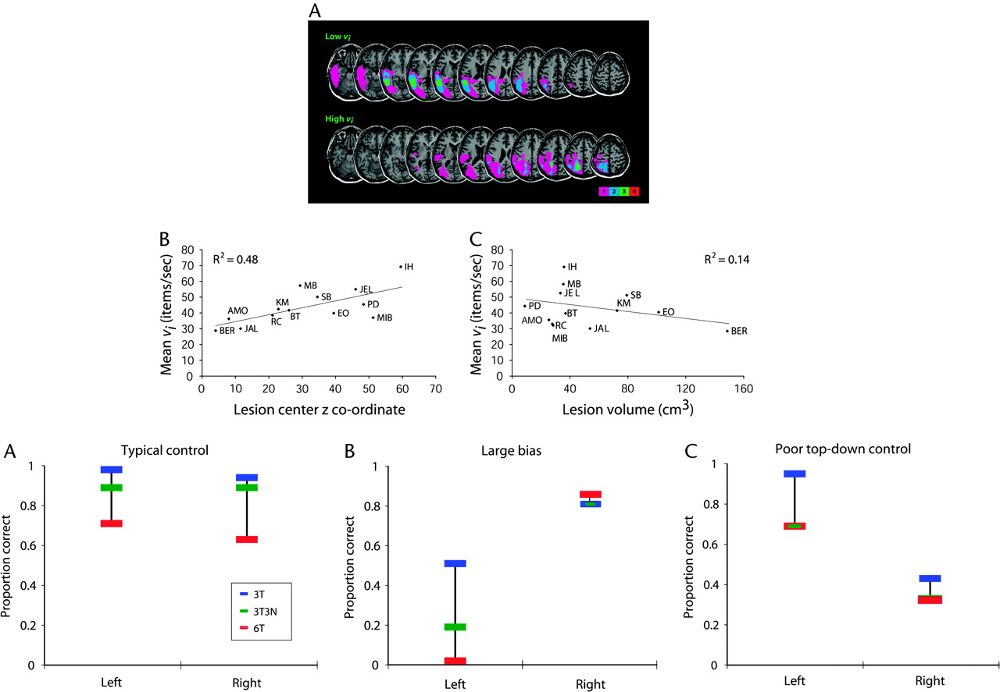 A
Low vi
High vi
1 2 3 4
B
R2 = 0.48
Mean vi (items/sec)
80
70
60
50
40
30
20
10
0
IH
MB
JEL
SB
KM
PD
AMO
RC
BT
EO
MIB
BER
JAL
0 10 20 30 40 50 60 70
Lesion center z co-ordinate
C
R2 = 0.14
Mean vi (items/sec)
80
70
60
50
40
30
20
10
0
IH
MB
JEL
SB
PD
KM
BT
EO
AMO
RC
MIB
JAL
BER
0 40 80 120 160
Lesion volume (cm3)
A
Typical control
Proportion correct
1
0.8
0.6
0.4
0.2
0
3T
3T3N
6T
Left Right
B
Large bias
Proportion correct
1
0.8
0.6
0.4
0.2
0
Left Right
C
Poor top-down control
Proportion correct
1
0.8
0.6
0.4
0.2
0
Left Right